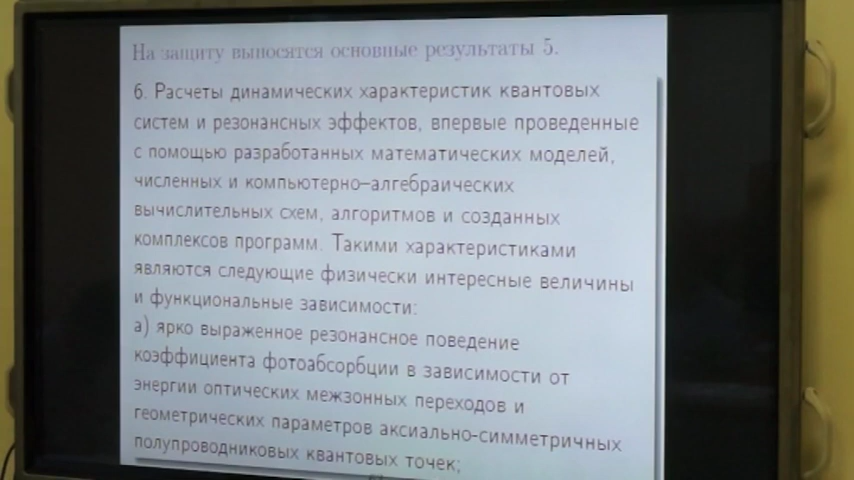 На защиту выносятся основные результаты 5.
6. Расчеты динамических характеристик квантовых
систем и резонансных эффектов, впервые проведенные
с помощью разработанных математических моделей,
численных и компьютерно–алгебраических
вычислительных схем, алгоритмов и созданных
комплексов программ. Такими характеристиками
являются следующие физически интересные величины
и функциональные зависимости:
а) ярко выраженное резонансное поведение
коэффициента фотоабсорбции в зависимости от
энергии оптических межзонных переходов и
геометрических параметров аксиально-симметричных
полупроводниковых квантовых точек;